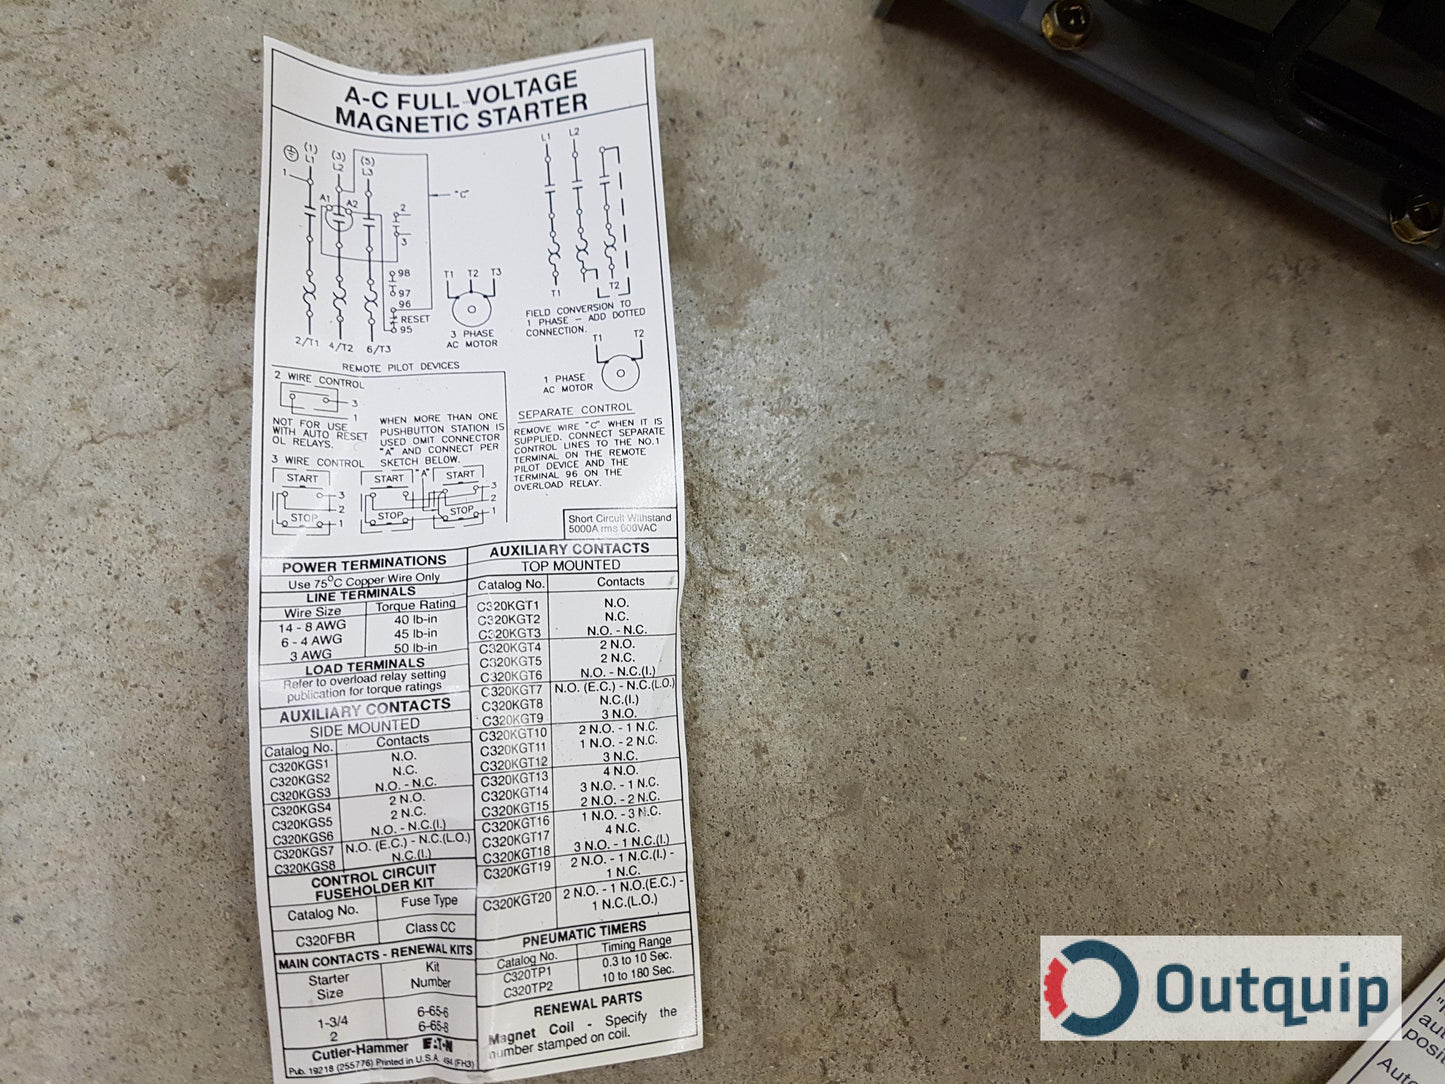 A-C FULL VOLTAGE
MAGNETIC STARTER
(1) (3) (5)
L1 L2 L3
1
A1 A2
"C"
2
3
98
97
96
RESET
95
2/T1 4/T2 6/T3
T1 T2 T3
3 PHASE
AC MOTOR
L1 L2
T1 T2
FIELD CONVERSION TO
1 PHASE – ADD DOTTED
CONNECTION.
T1 T2
1 PHASE
AC MOTOR
REMOTE PILOT DEVICES
2 WIRE CONTROL
3
1
NOT FOR USE
WITH AUTO RESET
OL RELAYS.
3 WIRE CONTROL
START
3
2
STOP
1
WHEN MORE THAN ONE
PUSHBUTTON STATION IS
USED OMIT CONNECTOR
"A" AND CONNECT PER
SKETCH BELOW.
START "A" START
3
2
STOP STOP
1
SEPARATE CONTROL
REMOVE WIRE "C" WHEN IT IS
SUPPLIED. CONNECT SEPARATE
CONTROL LINES TO THE NO.1
TERMINAL ON THE REMOTE
PILOT DEVICE AND THE
TERMINAL 96 ON THE
OVERLOAD RELAY.
Short Circuit Withstand
5000A rms 600VAC
POWER TERMINATIONS
Use 75°C Copper Wire Only
LINE TERMINALS
Wire Size Torque Rating
14 - 8 AWG 40 lb-in
6 - 4 AWG 45 lb-in
3 AWG 50 lb-in
LOAD TERMINALS
Refer to overload relay setting
publication for torque ratings
AUXILIARY CONTACTS
SIDE MOUNTED
Catalog No. Contacts
C320KGS1 N.O.
C320KGS2 N.C.
C320KGS3 N.O. - N.C.
C320KGS4 2 N.O.
C320KGS5 2 N.C.
C320KGS6 N.O. - N.C.(I.)
C320KGS7 N.O. (E.C.) - N.C.(L.O.)
C320KGS8 N.C.(I.)
CONTROL CIRCUIT
FUSEHOLDER KIT
Catalog No. Fuse Type
C320FBR Class CC
MAIN CONTACTS - RENEWAL KITS
Starter Kit
Size Number
1-3/4 6-65-6
2 6-65-8
Cutler-Hammer EATON
Pub. 19218 (255776) Printed in U.S.A. 494 (FH3)
AUXILIARY CONTACTS
TOP MOUNTED
Catalog No. Contacts
C320KGT1 N.O.
C320KGT2 N.C.
C320KGT3 N.O. - N.C.
C320KGT4 2 N.O.
C320KGT5 2 N.C.
C320KGT6 N.O. - N.C.(I.)
C320KGT7 N.O. (E.C.) - N.C.(L.O.)
C320KGT8 N.C.(I.)
C320KGT9 3 N.O.
C320KGT10 2 N.O. - 1 N.C.
C320KGT11 1 N.O. - 2 N.C.
C320KGT12 3 N.C.
C320KGT13 4 N.O.
C320KGT14 3 N.O. - 1 N.C.
C320KGT15 2 N.O. - 2 N.C.
C320KGT16 1 N.O. - 3 N.C.
C320KGT17 4 N.C.
C320KGT18 3 N.O. - 1 N.C.(I.)
C320KGT19 2 N.O. - 1 N.C.(I.) -
1 N.C.
C320KGT20 2 N.O. - 1 N.O.(E.C.) -
1 N.C.(L.O.)
PNEUMATIC TIMERS
Catalog No. Timing Range
C320TP1 0.3 to 10 Sec.
C320TP2 10 to 180 Sec.
RENEWAL PARTS
Magnet Coil - Specify the
number stamped on coil.
Outquip